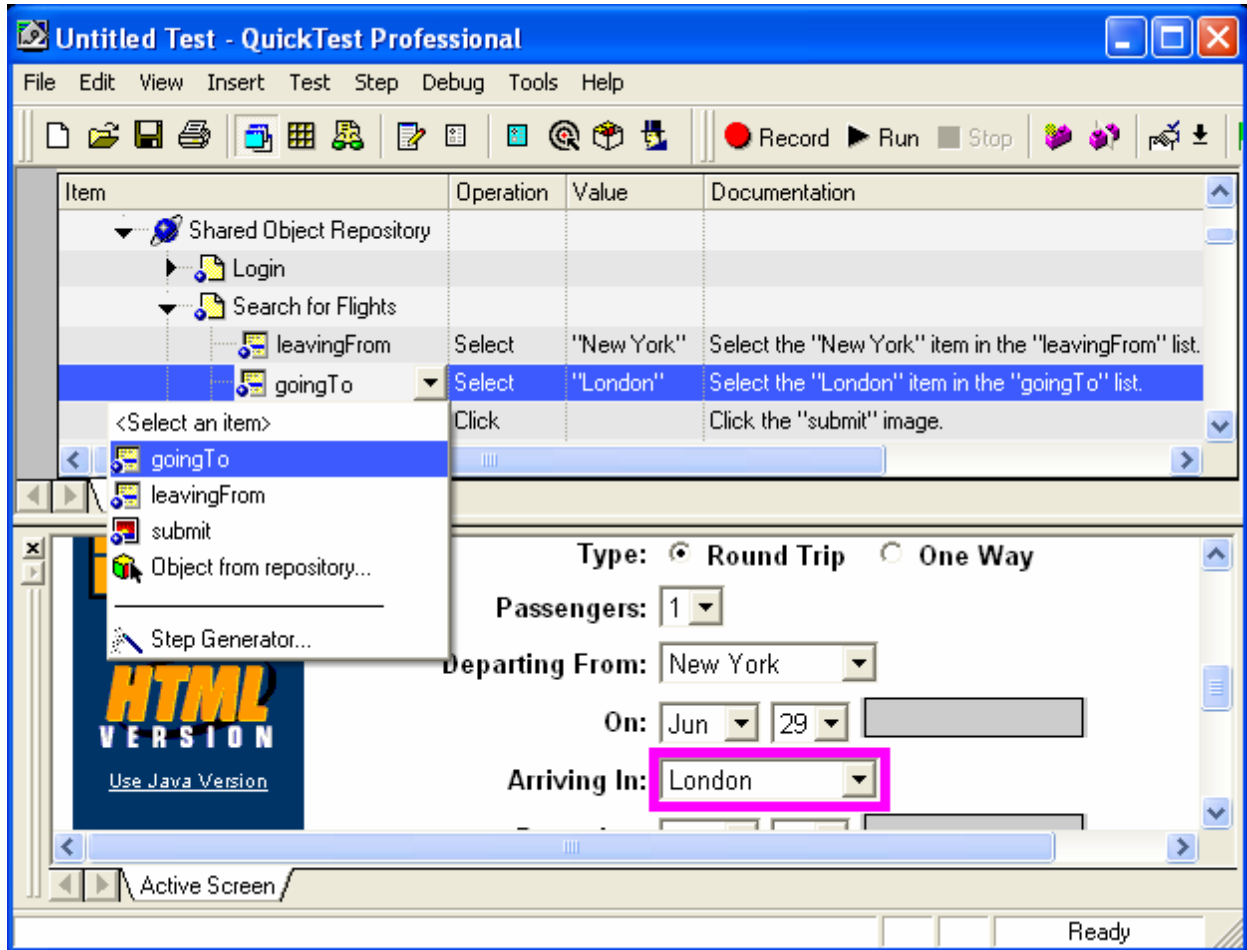 Untitled Test - QuickTest Professional
File Edit View Insert Test Step Debug Tools Help
Record Run Stop
Item Operation Value Documentation
Shared Object Repository
Login
Search for Flights
leavingFrom Select "New York" Select the "New York" item in the "leavingFrom" list.
goingTo Select "London" Select the "London" item in the "goingTo" list.
Click Click the "submit" image.
<Select an item>
goingTo
leavingFrom
submit
Object from repository...
Step Generator...
Type: Round Trip One Way
Passengers: 1
Departing From: New York
On: Jun 29
Arriving In: London
HTML
VERSION
Use Java Version
Active Screen
Ready